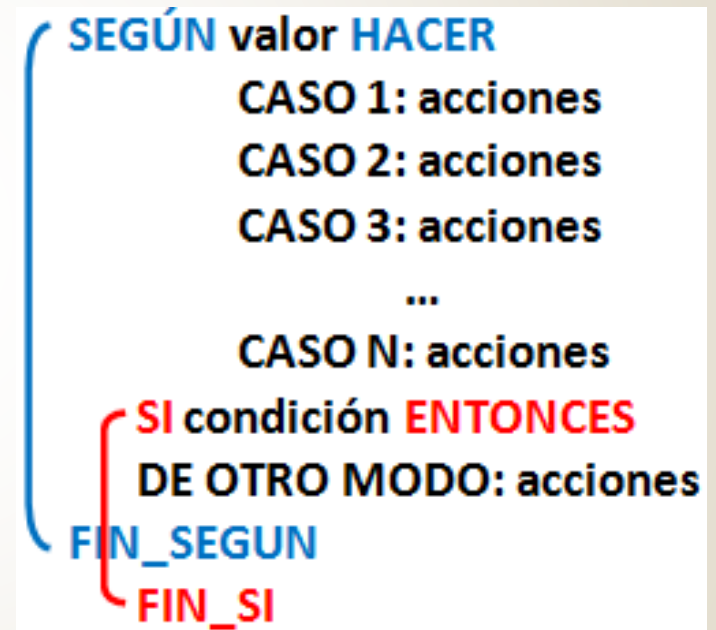 SEGÚN valor HACER
CASO 1: acciones
CASO 2: acciones
CASO 3: acciones
...
CASO N: acciones
SI condición ENTONCES
DE OTRO MODO: acciones
FIN_SEGUN
FIN_SI